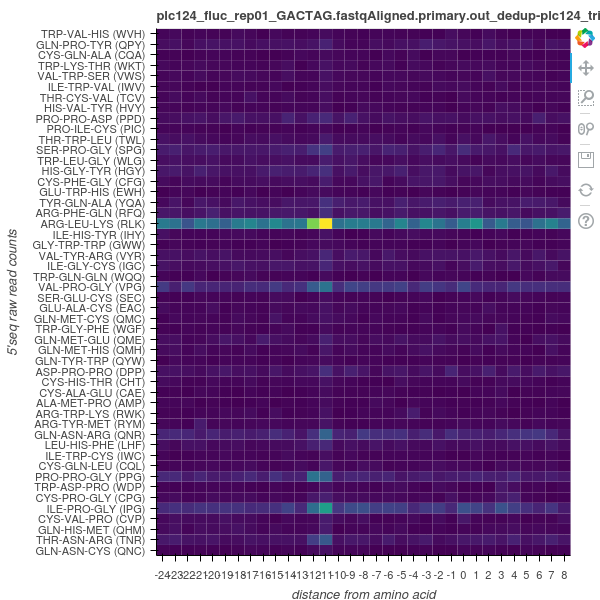 plc124_fluc_rep01_GACTAG.fastqAligned.primary.out_dedup-plc124_tri
TRP-VAL-HIS (WVH)
GLN-PRO-TYR (QPY)
CYS-GLN-ALA (CQA)
TRP-LYS-THR (WKT)
VAL-TRP-SER (VWS)
ILE-TRP-VAL (IWV)
THR-CYS-VAL (TCV)
HIS-VAL-TYR (HVY)
PRO-PRO-ASP (PPD)
PRO-ILE-CYS (PIC)
THR-TRP-LEU (TWL)
SER-PRO-GLY (SPG)
TRP-LEU-GLY (WLG)
HIS-GLY-TYR (HGY)
CYS-PHE-GLY (CFG)
GLU-TRP-HIS (EWH)
TYR-GLN-ALA (YQA)
ARG-PHE-GLN (RFQ)
ARG-LEU-LYS (RLK)
ILE-HIS-TYR (IHY)
GLY-TRP-TRP (GWW)
VAL-TYR-ARG (VYR)
ILE-GLY-CYS (IGC)
TRP-GLN-GLN (WQQ)
VAL-PRO-GLY (VPG)
SER-GLU-CYS (SEC)
GLU-ALA-CYS (EAC)
GLN-MET-CYS (QMC)
TRP-GLY-PHE (WGF)
GLN-MET-GLU (QME)
GLN-MET-HIS (QMH)
GLN-TYR-TRP (QYW)
ASP-PRO-PRO (DPP)
CYS-HIS-THR (CHT)
CYS-ALA-GLU (CAE)
ALA-MET-PRO (AMP)
ARG-TRP-LYS (RWK)
ARG-TYR-MET (RYM)
GLN-ASN-ARG (QNR)
LEU-HIS-PHE (LHF)
ILE-TRP-CYS (IWC)
CYS-GLN-LEU (CQL)
PRO-PRO-GLY (PPG)
TRP-ASP-PRO (WDP)
CYS-PRO-GLY (CPG)
ILE-PRO-GLY (IPG)
CYS-VAL-PRO (CVP)
GLN-HIS-MET (QHM)
THR-ASN-ARG (TNR)
GLN-ASN-CYS (QNC)
5'seq raw read counts
-24-23-22-21-20-19-18-17-16-15-14-13-12-11-10-9 -8 -7 -6 -5 -4 -3 -2 -1 0 1 2 3 4 5 6 7 8
distance from amino acid